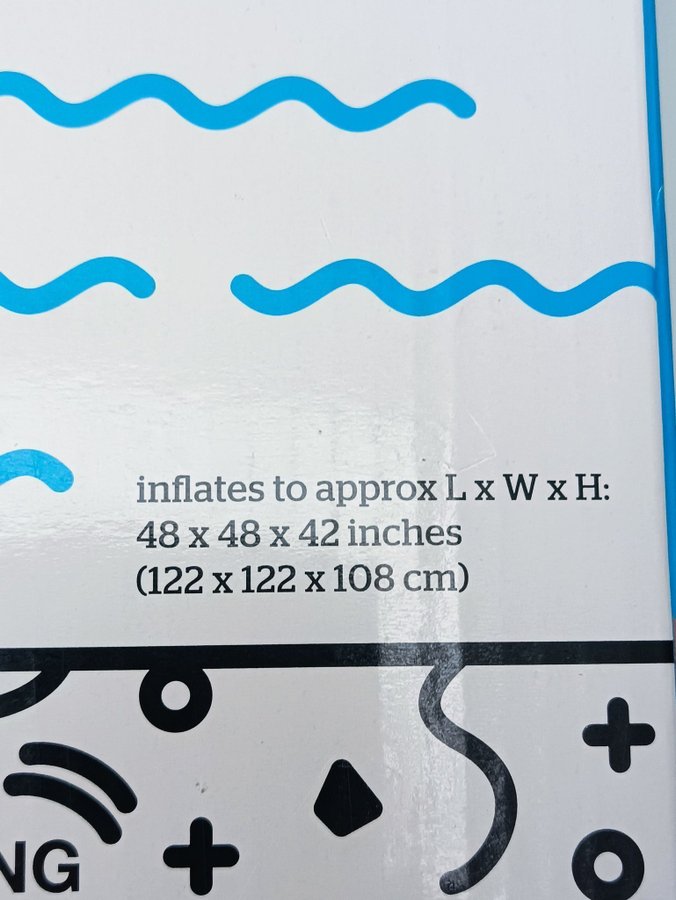 inflates to approx L x W x H:
48 x 48 x 42 inches
(122 x 122 x 108 cm)
NG